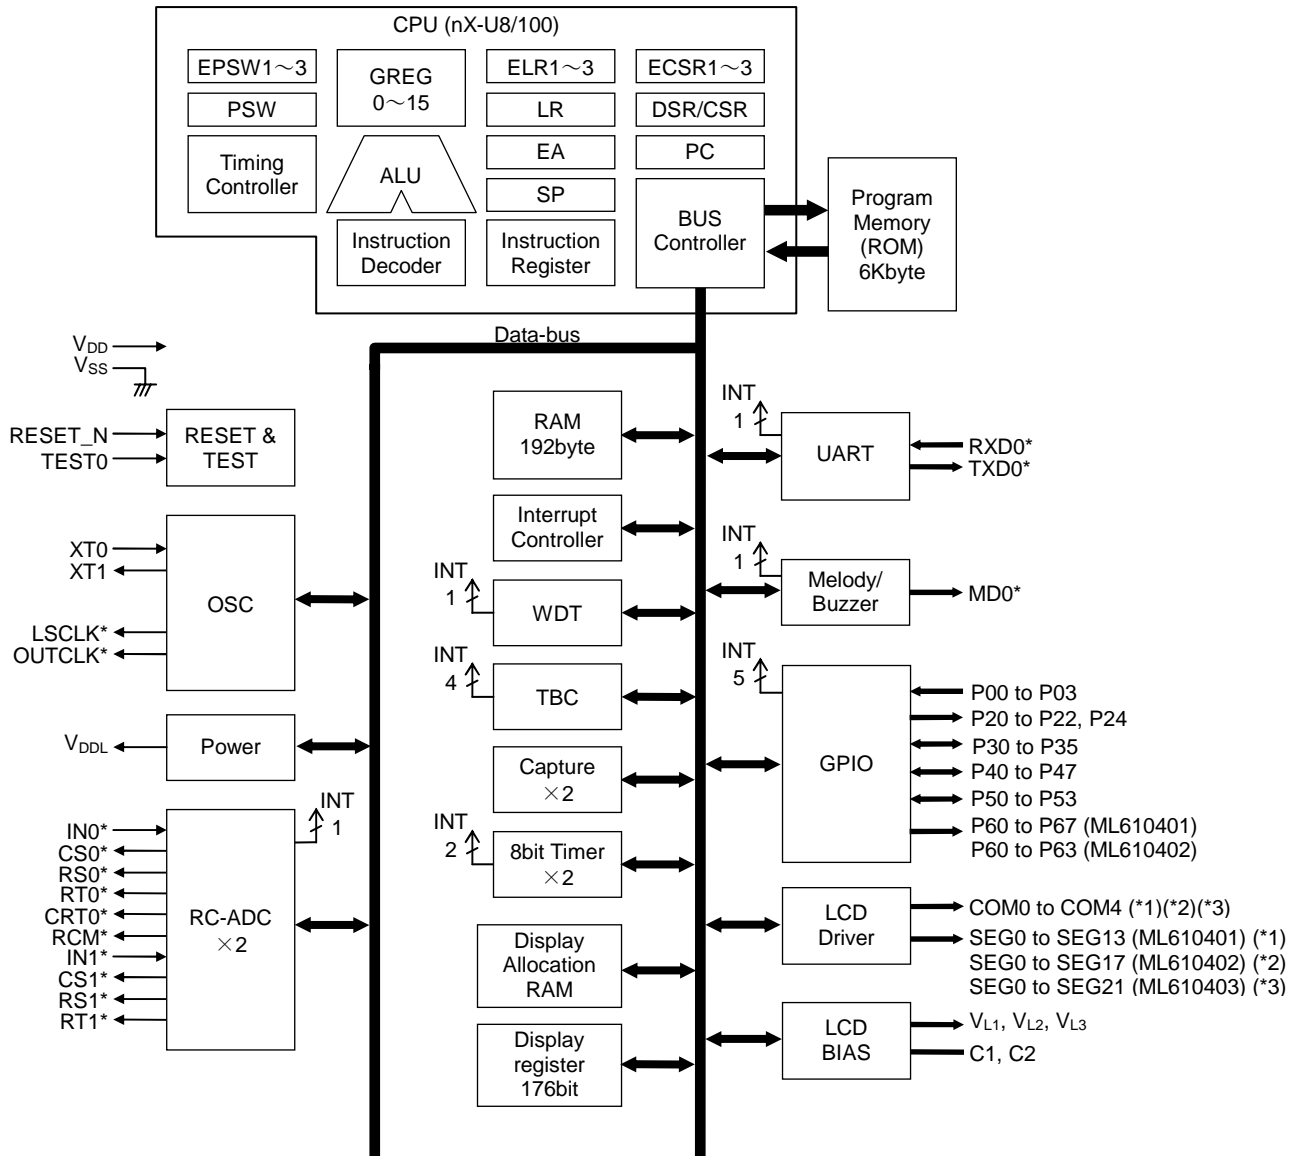 CPU (nX-U8/100)
EPSW1～3
GREG
0～15
ELR1～3
ECSR1～3
PSW
LR
DSR/CSR
Timing
Controller
ALU
EA
PC
SP
BUS
Controller
Program
Memory
(ROM)
6Kbyte
Instruction
Decoder
Instruction
Register
Data-bus
VDD
VSS
RESET_N
TEST0
RESET &
TEST
XT0
XT1
LSCLK*
OUTCLK*
OSC
VDDL
Power
INT
1
IN0*
CS0*
RS0*
RT0*
CRT0*
RCM*
IN1*
CS1*
RS1*
RT1*
RC-ADC
×2
RAM
192byte
Interrupt
Controller
INT
1
WDT
INT
4
TBC
Capture
×2
INT
2
8bit Timer
×2
Display
Allocation
RAM
Display
register
176bit
INT
1
UART
RXD0*
TXD0*
INT
1
Melody/
Buzzer
MD0*
INT
5
GPIO
P00 to P03
P20 to P22, P24
P30 to P35
P40 to P47
P50 to P53
P60 to P67 (ML610401)
P60 to P63 (ML610402)
LCD
Driver
COM0 to COM4 (*1)(*2)(*3)
SEG0 to SEG13 (ML610401) (*1)
SEG0 to SEG17 (ML610402) (*2)
SEG0 to SEG21 (ML610403) (*3)
LCD
BIAS
VL1, VL2, VL3
C1, C2